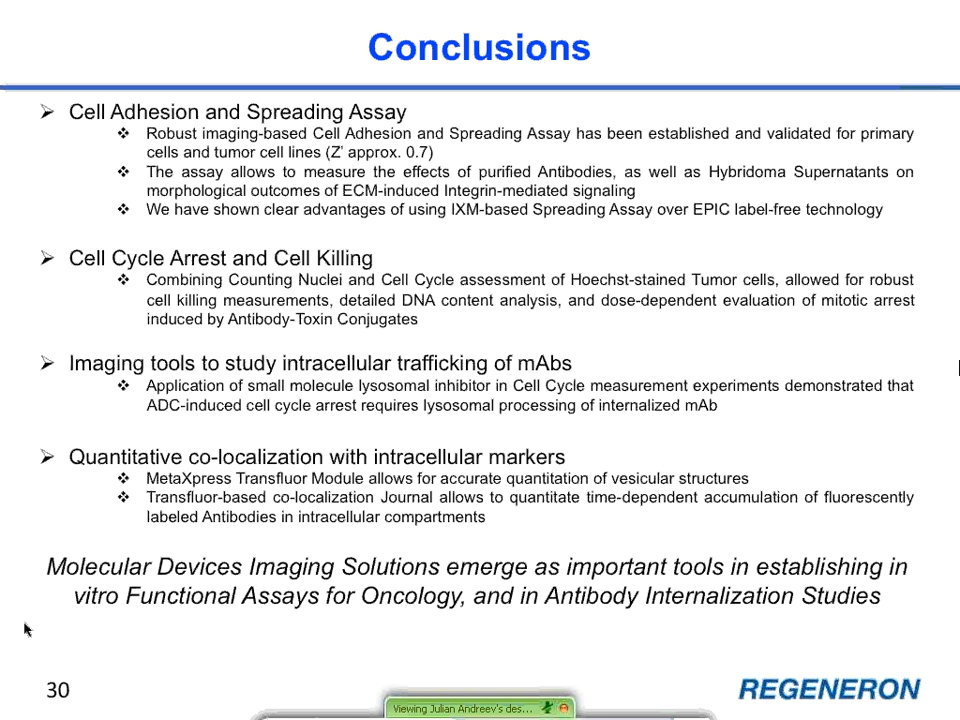 Conclusions
Cell Adhesion and Spreading Assay
Robust imaging-based Cell Adhesion and Spreading Assay has been established and validated for primary
cells and tumor cell lines (Z' approx. 0.7)
The assay allows to measure the effects of purified Antibodies, as well as Hybridoma Supernatants on
morphological outcomes of ECM-induced Integrin-mediated signaling
We have shown clear advantages of using IXM-based Spreading Assay over EPIC label-free technology
Cell Cycle Arrest and Cell Killing
Combining Counting Nuclei and Cell Cycle assessment of Hoechst-stained Tumor cells, allowed for robust
cell killing measurements, detailed DNA content analysis, and dose-dependent evaluation of mitotic arrest
induced by Antibody-Toxin Conjugates
Imaging tools to study intracellular trafficking of mAbs
Application of small molecule lysosomal inhibitor in Cell Cycle measurement experiments demonstrated that
ADC-induced cell cycle arrest requires lysosomal processing of internalized mAb
Quantitative co-localization with intracellular markers
MetaXpress Transfluor Module allows for accurate quantitation of vesicular structures
Transfluor-based co-localization Journal allows to quantitate time-dependent accumulation of fluorescently
labeled Antibodies in intracellular compartments
Molecular Devices Imaging Solutions emerge as important tools in establishing in
vitro Functional Assays for Oncology, and in Antibody Internalization Studies
30
REGENERON
Viewing Julian Andreev's des...